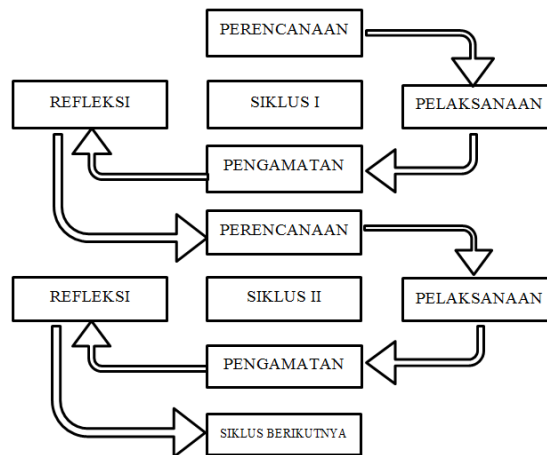 PERENCANAAN
REFLEKSI
SIKLUS I
PELAKSANAAN
PENGAMATAN
PERENCANAAN
REFLEKSI
SIKLUS II
PELAKSANAAN
PENGAMATAN
SIKLUS BERIKUTNYA